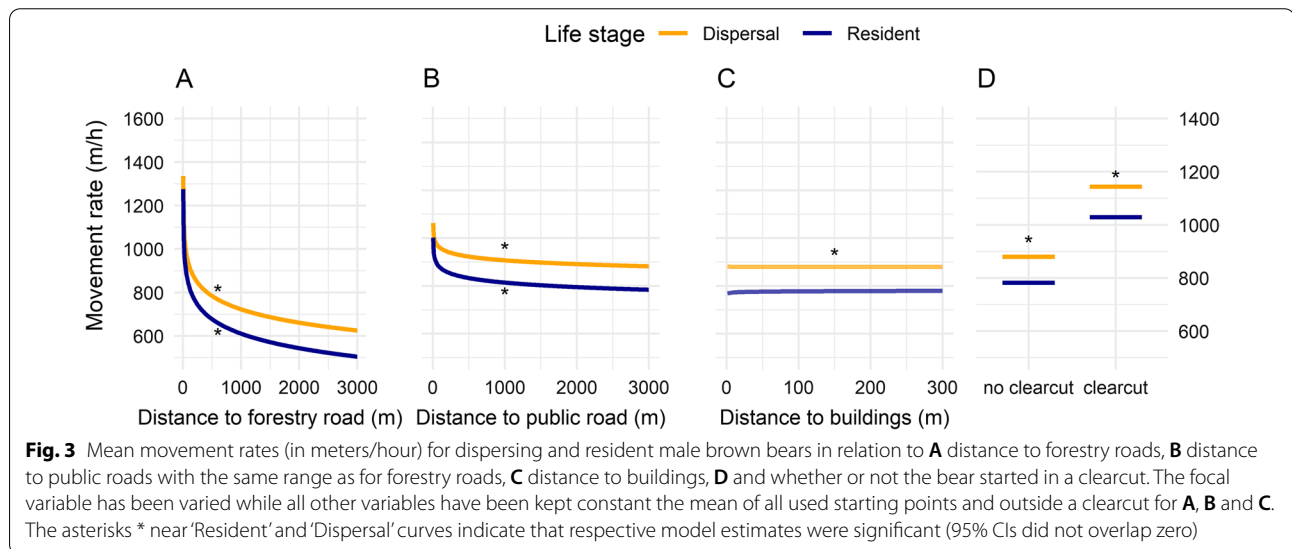 Life stage Dispersal Resident
A B C D
Movement rate (m/h)
1600
1400
1200
1000
800
600
1400
1200
1000
800
600
*
*
*
*
*
*
*
0 1000 2000 3000
0 1000 2000 3000
0 100 200 300
no clearcut clearcut
Distance to forestry road (m) Distance to public road (m) Distance to buildings (m)
Fig. 3 Mean movement rates (in meters/hour) for dispersing and resident male brown bears in relation to A distance to forestry roads, B distance
to public roads with the same range as for forestry roads, C distance to buildings, D and whether or not the bear started in a clearcut. The focal
variable has been varied while all other variables have been kept constant the mean of all used starting points and outside a clearcut for A, B and C.
The asterisks * near ‘Resident’ and ‘Dispersal’ curves indicate that respective model estimates were significant (95% CIs did not overlap zero)